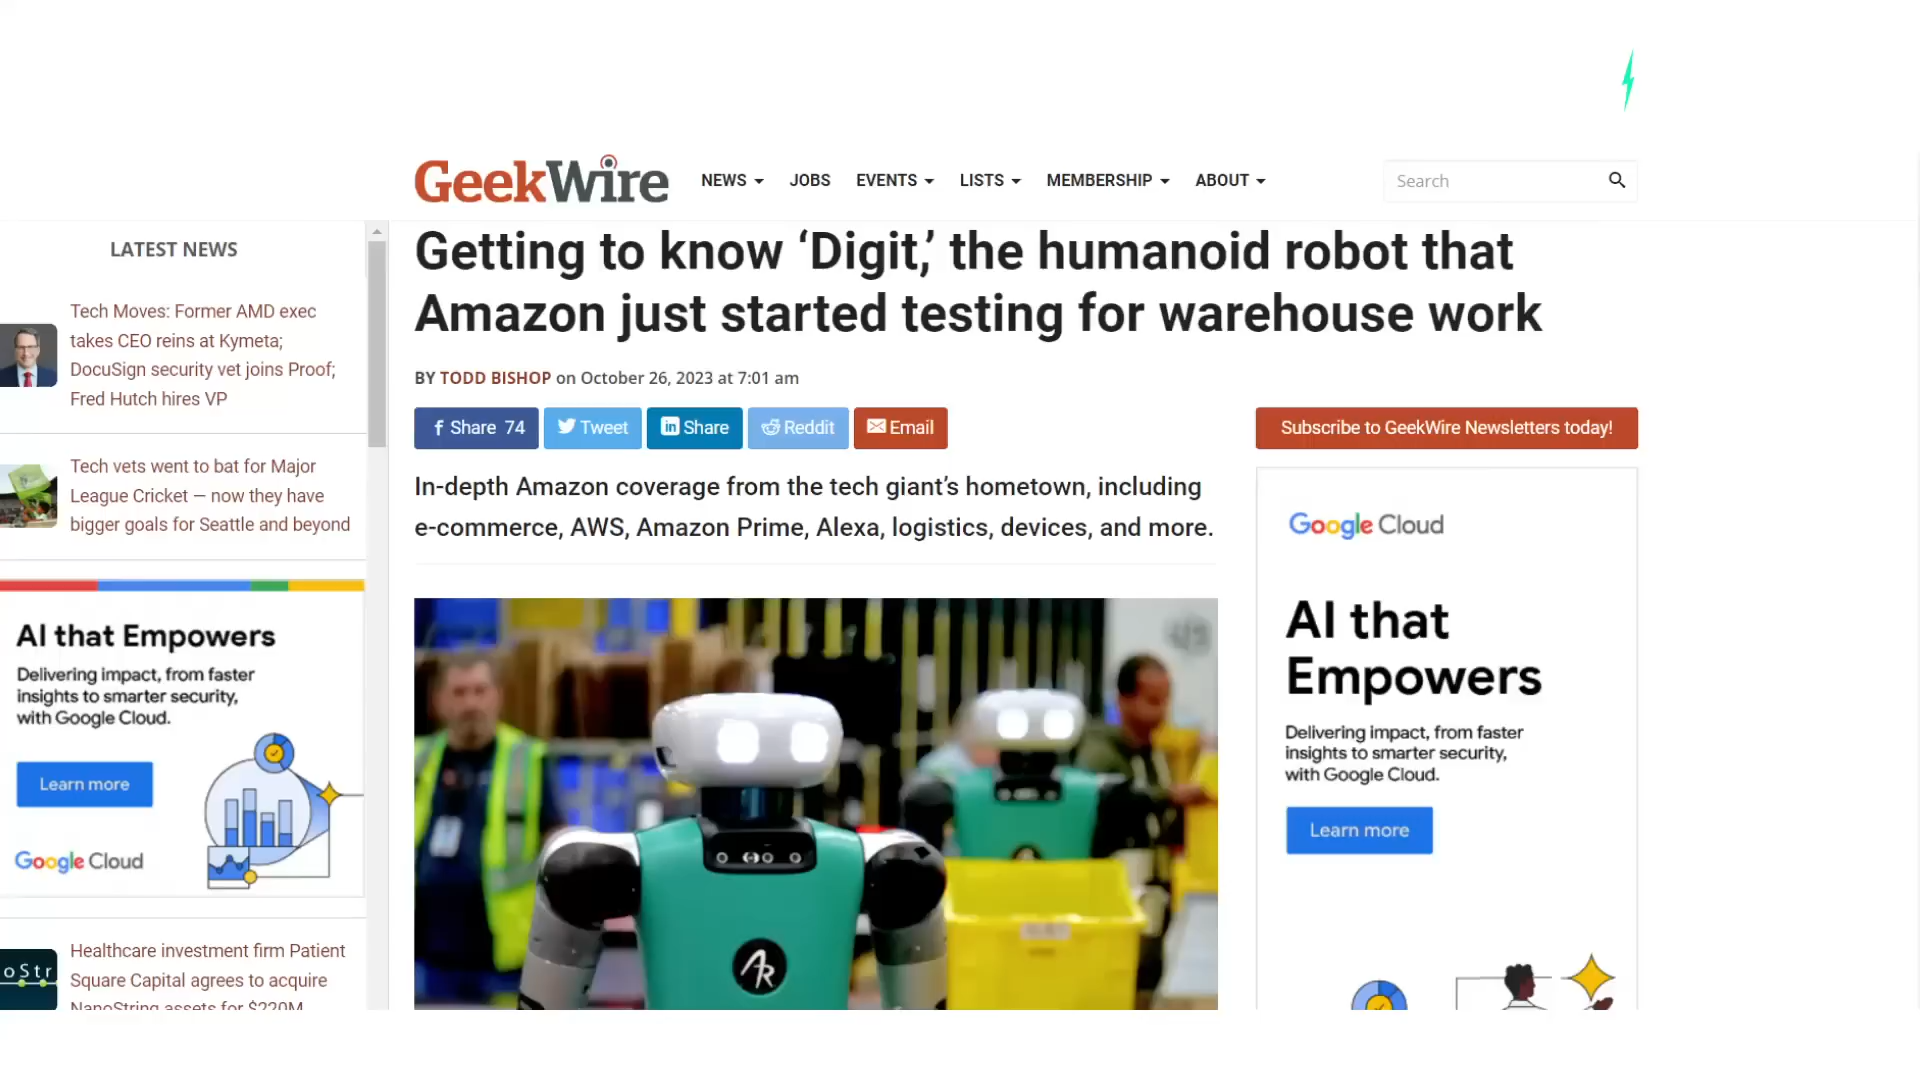 GeekWire
NEWS
JOBS
EVENTS
LISTS
MEMBERSHIP
ABOUT
Search
LATEST NEWS
Tech Moves: Former AMD exec
takes CEO reins at Kymeta;
DocuSign security vet joins Proof;
Fred Hutch hires VP
Tech vets went to bat for Major
League Cricket — now they have
bigger goals for Seattle and beyond
AI that Empowers
Delivering impact, from faster
insights to smarter security,
with Google Cloud.
Learn more
Google Cloud
oStr
Healthcare investment firm Patient
Square Capital agrees to acquire
NanoString assets for $220M
Getting to know ‘Digit,’ the humanoid robot that
Amazon just started testing for warehouse work
BY TODD BISHOP on October 26, 2023 at 7:01 am
Share 74
Tweet
Share
Reddit
Email
In-depth Amazon coverage from the tech giant’s hometown, including
e-commerce, AWS, Amazon Prime, Alexa, logistics, devices, and more.
AR
Subscribe to GeekWire Newsletters today!
Google Cloud
AI that
Empowers
Delivering impact, from faster
insights to smarter security,
with Google Cloud.
Learn more